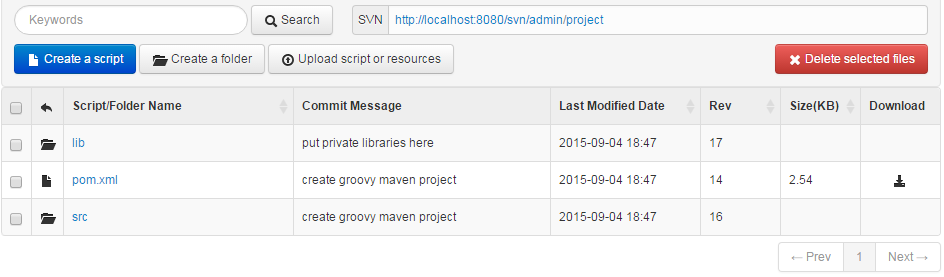 Keywords Search SVN http://localhost:8080/svn/admin/project
Create a script Create a folder Upload script or resources Delete selected files
Script/Folder Name Commit Message Last Modified Date Rev Size(KB) Download
lib put private libraries here 2015-09-04 18:47 17
pom.xml create groovy maven project 2015-09-04 18:47 14 2.54
src create groovy maven project 2015-09-04 18:47 16
← Prev 1 Next →